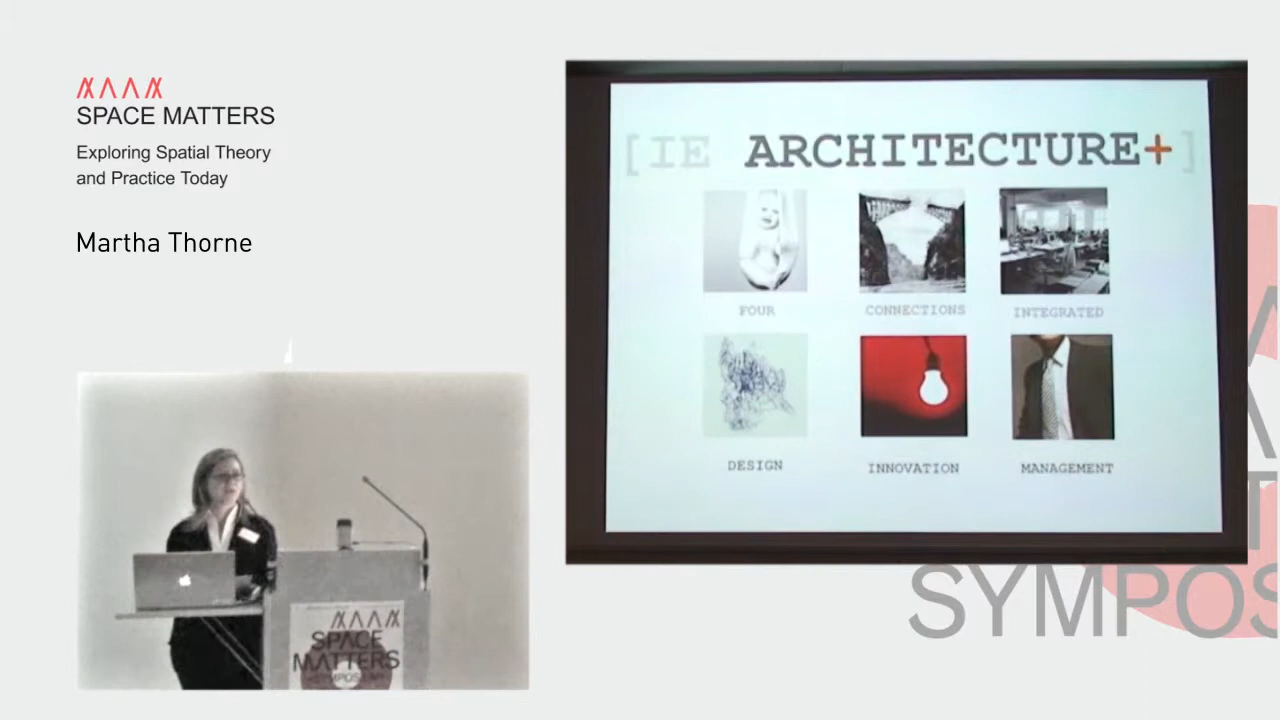 SPACE MATTERS
Exploring Spatial Theory
and Practice Today
Martha Thorne
[IE ARCHITECTURE+]
FOUR
CONNECTIONS
INTEGRATED
DESIGN
INNOVATION
MANAGEMENT
SPACE
MATTERS
SYMPOSIUM
SYMPOS